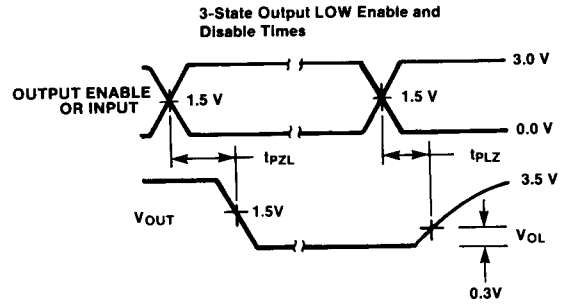 3-State Output LOW Enable and
Disable Times
3.0 V
OUTPUT ENABLE
OR INPUT
1.5 V
1.5 V
0.0 V
tPZL
tPLZ
3.5 V
VOUT
1.5V
VOL
0.3V